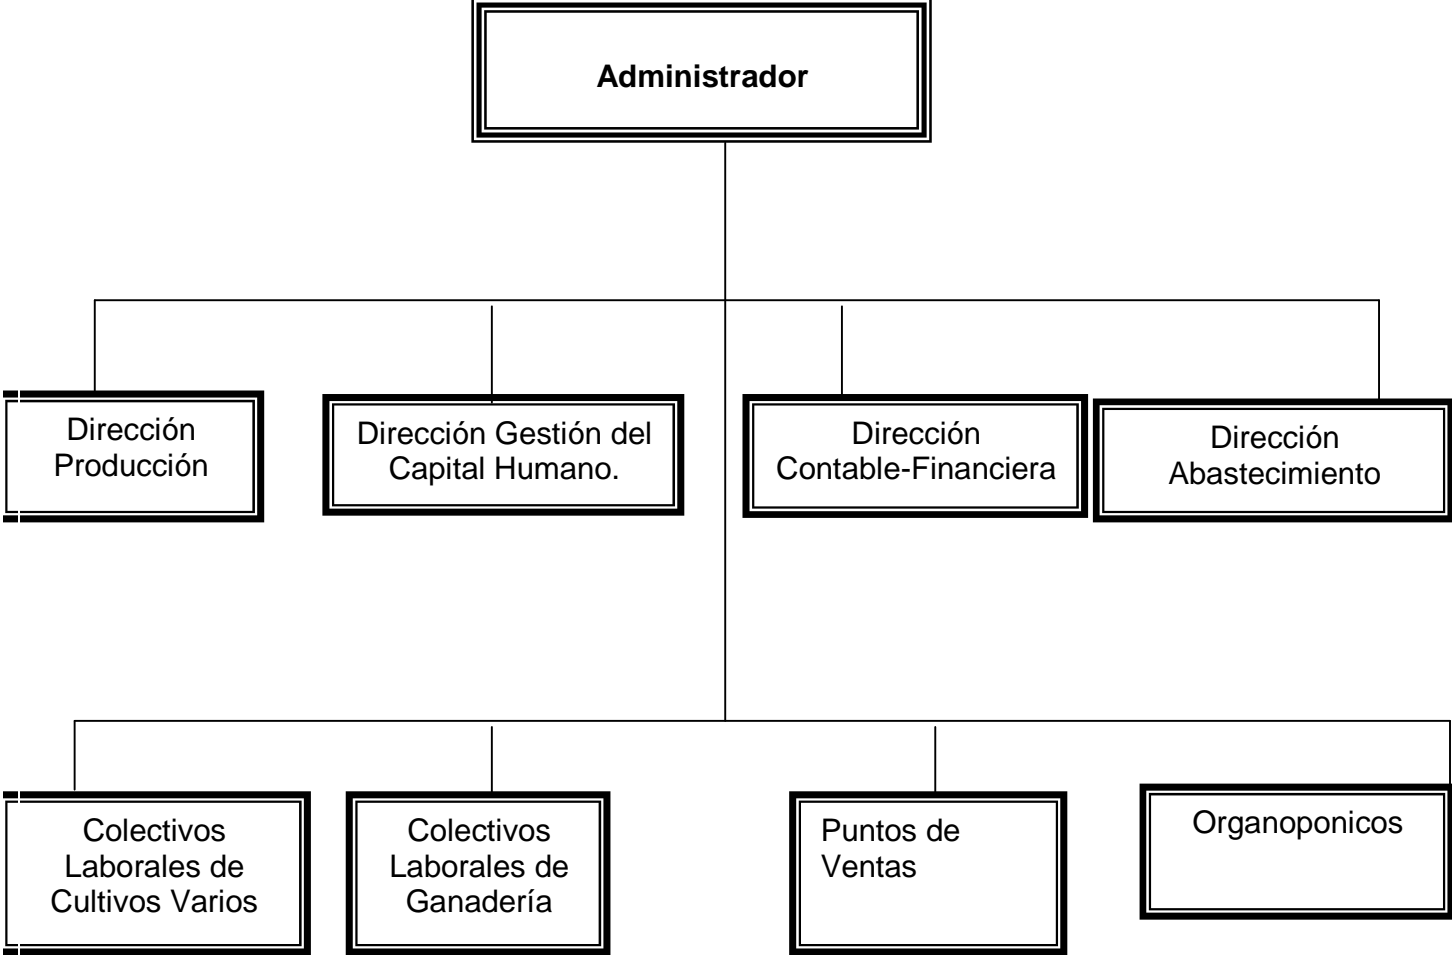 Administrador
Dirección
Producción
Dirección Gestión del
Capital Humano.
Dirección
Contable-Financiera
Dirección
Abastecimiento
Colectivos
Laborales de
Cultivos Varios
Colectivos
Laborales de
Ganadería
Puntos de
Ventas
Organoponicos